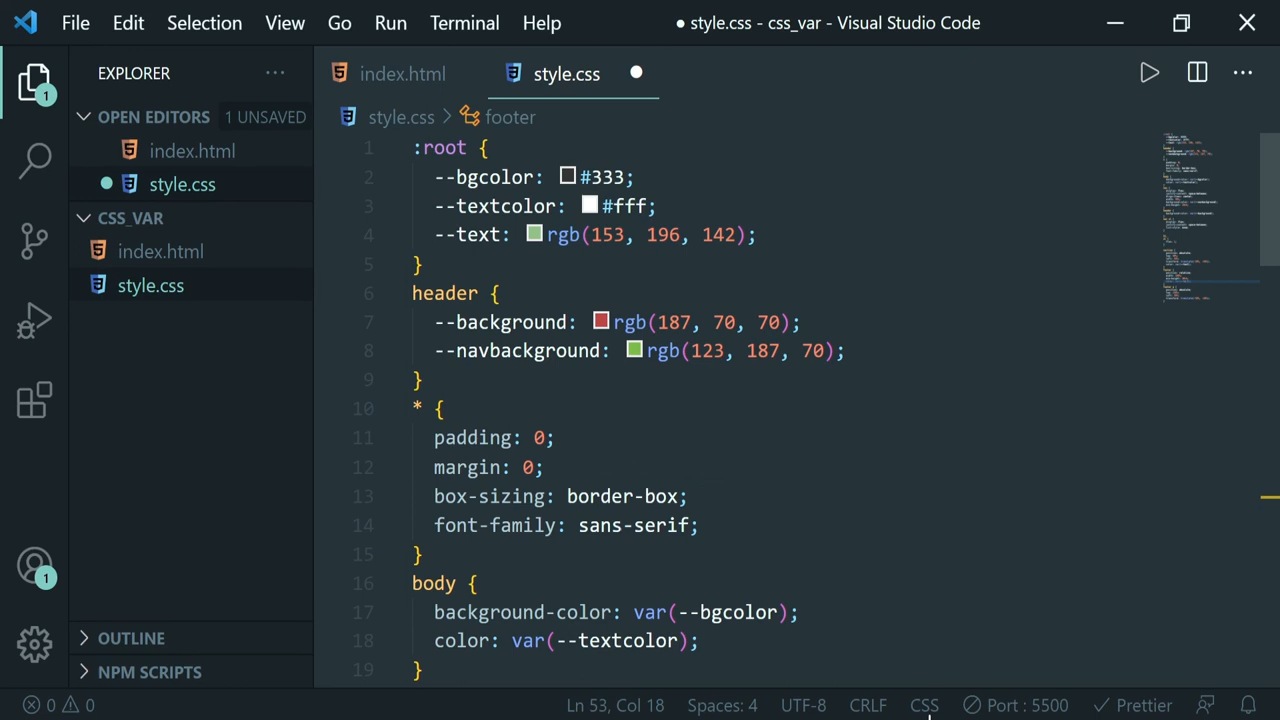 File Edit Selection View Go Run Terminal Help
● style.css - css_var - Visual Studio Code
EXPLORER
OPEN EDITORS 1 UNSAVED
index.html
style.css
CSS_VAR
index.html
style.css
OUTLINE
NPM SCRIPTS
1
1
index.html
style.css
style.css > footer
1 :root {
2 --bgcolor: #333;
3 --textcolor: #fff;
4 --text: rgb(153, 196, 142);
5 }
6 header {
7 --background: rgb(187, 70, 70);
8 --navbackground: rgb(123, 187, 70);
9 }
10 * {
11 padding: 0;
12 margin: 0;
13 box-sizing: border-box;
14 font-family: sans-serif;
15 }
16 body {
17 background-color: var(--bgcolor);
18 color: var(--textcolor);
19 }
0 0 Ln 53, Col 18 Spaces: 4 UTF-8 CRLF CSS Port : 5500 Prettier